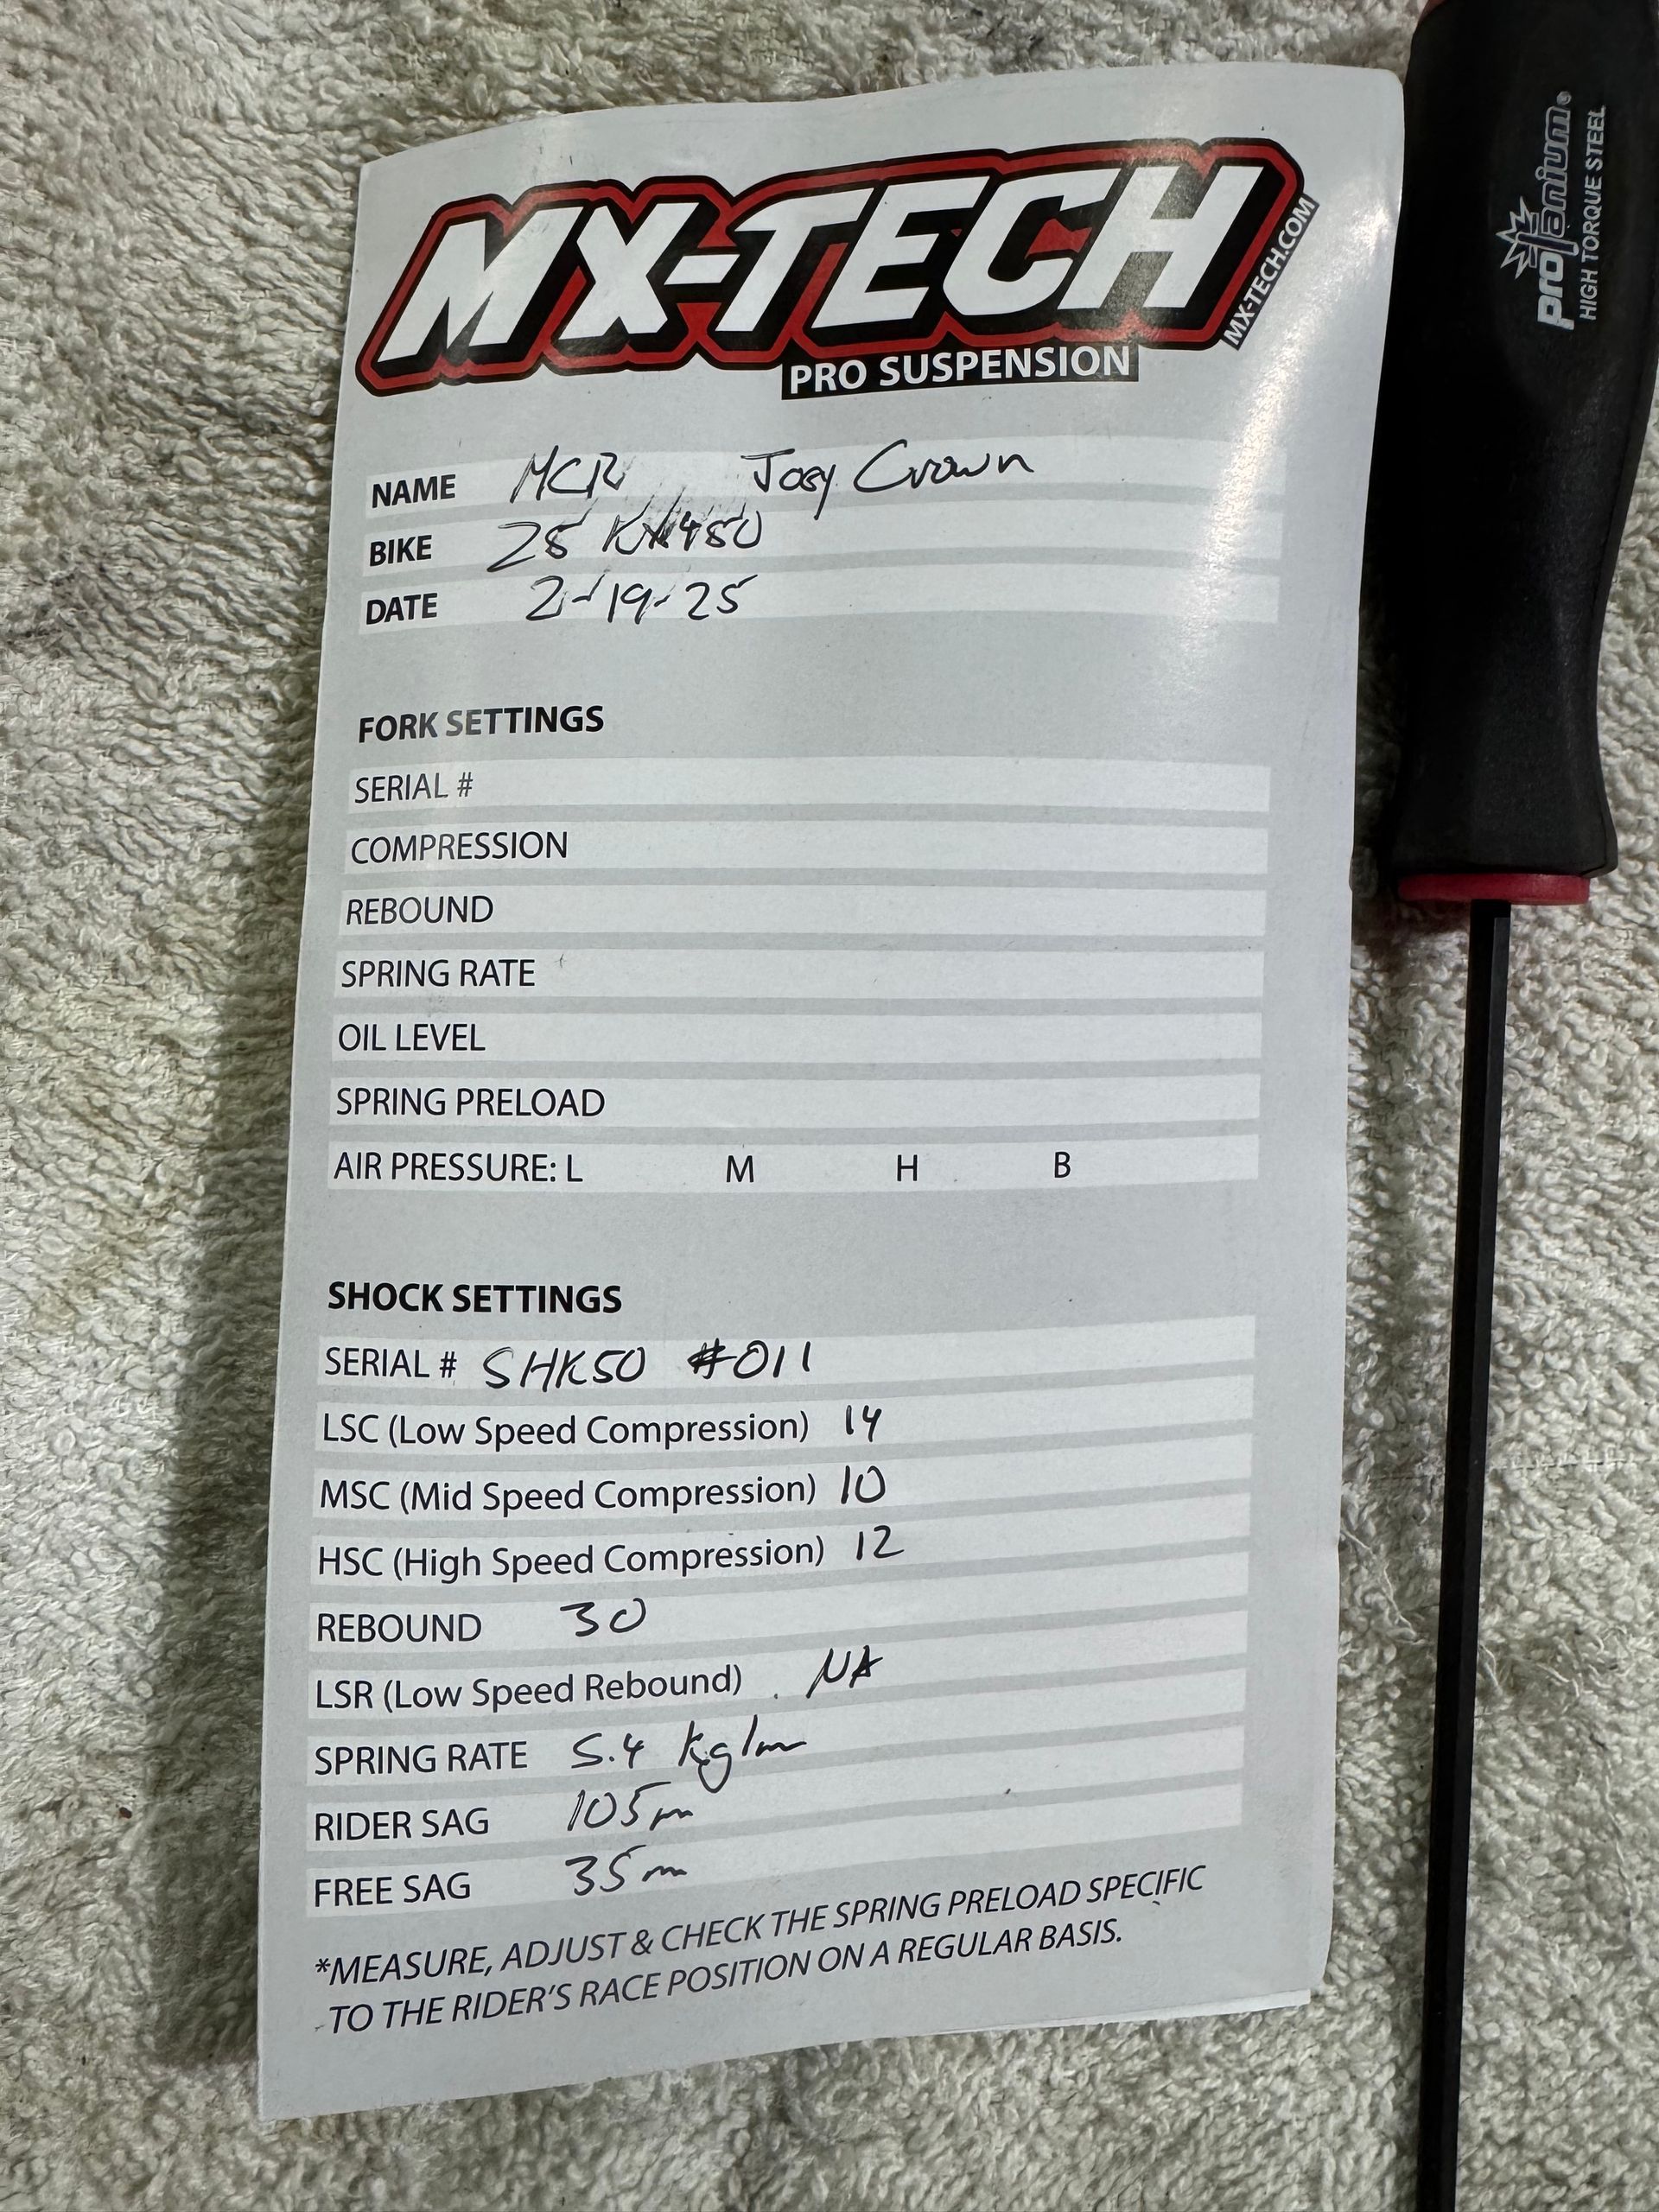 MX-TECH
MX-TECH.COM
PRO SUSPENSION
proTanium®
HIGH TORQUE STEEL
NAME MCR Josy Crown
BIKE 25 KX450
DATE 2-19-25
FORK SETTINGS
SERIAL #
COMPRESSION
REBOUND
SPRING RATE
OIL LEVEL
SPRING PRELOAD
AIR PRESSURE: L M H B
SHOCK SETTINGS
SERIAL # SHK50 #011
LSC (Low Speed Compression) 14
MSC (Mid Speed Compression) 10
HSC (High Speed Compression) 12
REBOUND 30
LSR (Low Speed Rebound) NA
SPRING RATE 5.4 kg/mm
RIDER SAG 105mm
FREE SAG 35mm
*MEASURE, ADJUST & CHECK THE SPRING PRELOAD SPECIFIC
TO THE RIDER'S RACE POSITION ON A REGULAR BASIS.